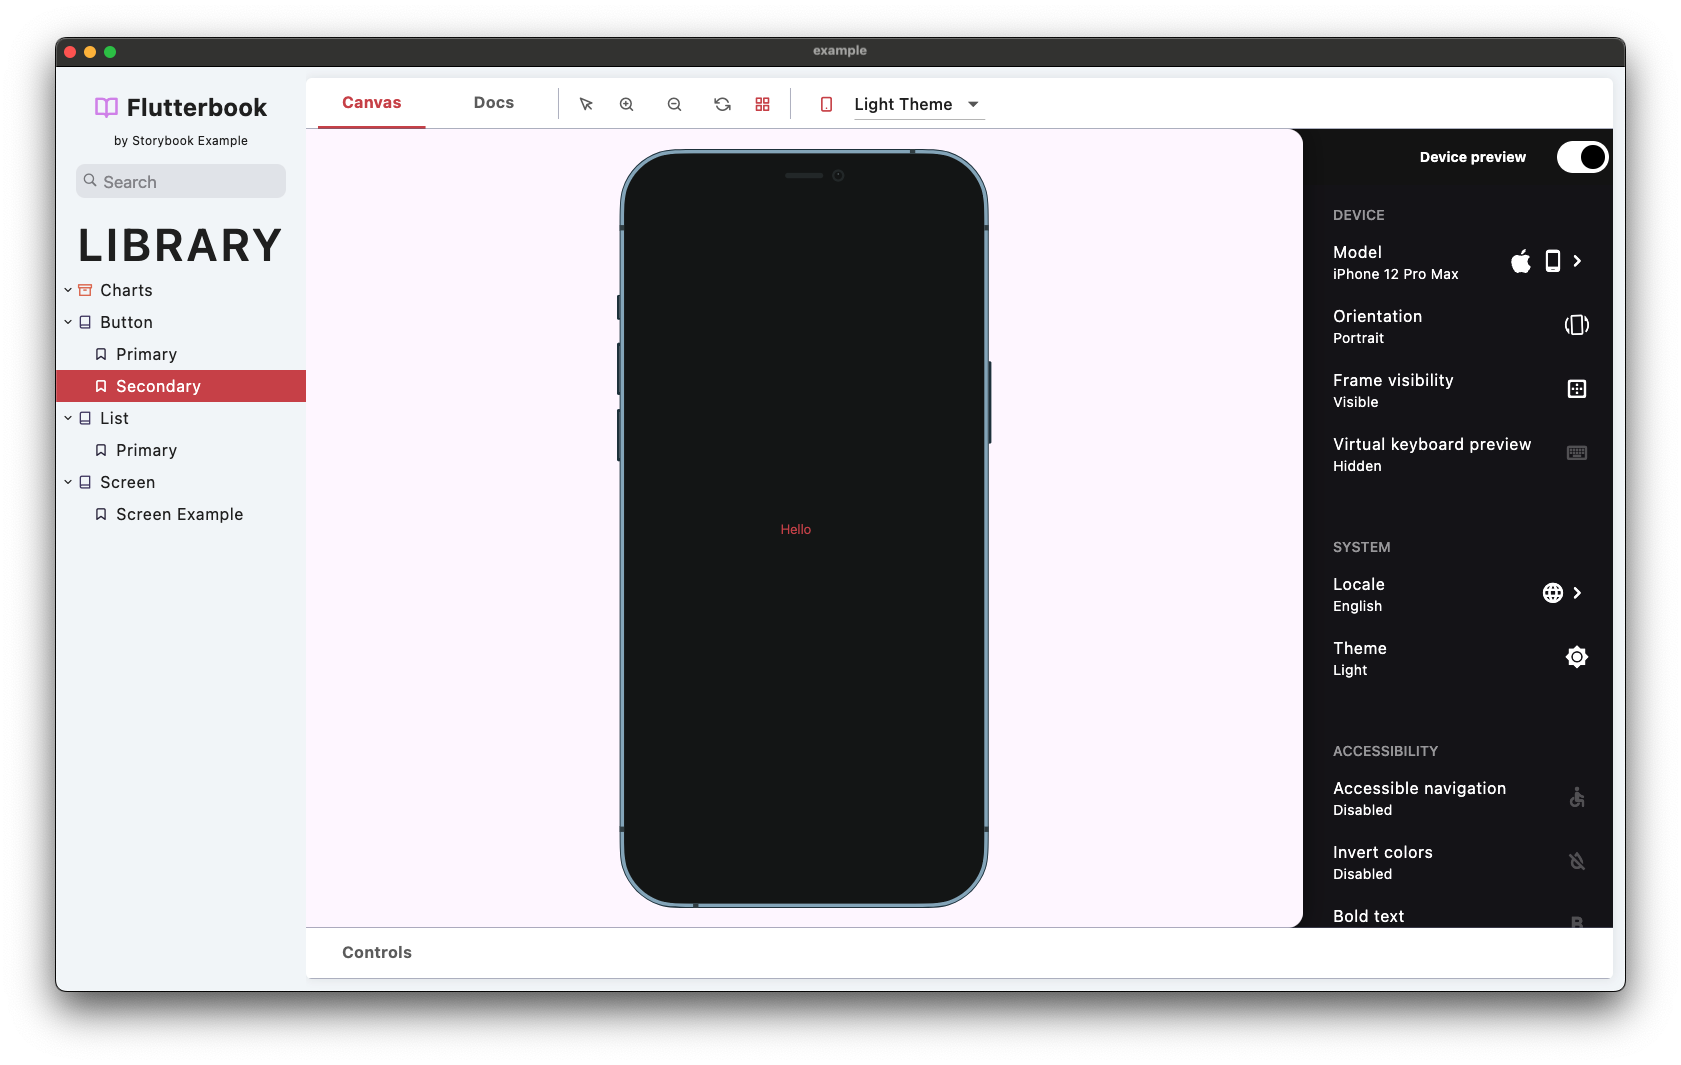 example
Flutterbook
by Storybook Example
Search
LIBRARY
Charts
Button
Primary
Secondary
List
Primary
Screen
Screen Example
Canvas
Docs
Light Theme
Hello
Controls
Device preview
DEVICE
Model
iPhone 12 Pro Max
Orientation
Portrait
Frame visibility
Visible
Virtual keyboard preview
Hidden
SYSTEM
Locale
English
Theme
Light
ACCESSIBILITY
Accessible navigation
Disabled
Invert colors
Disabled
Bold text